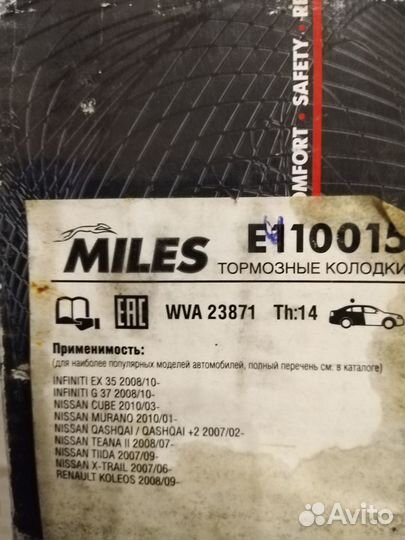 COMFORT • SAFETY • RE
MILES
E110015
ТОРМОЗНЫЕ КОЛОДКИ
EAC WVA 23871 Th:14
Применимость:
(для наиболее популярных моделей автомобилей, полный перечень см. в каталоге)
INFINITI EX 35 2008/10-
INFINITI G 37 2008/10-
NISSAN CUBE 2010/03-
NISSAN MURANO 2010/01-
NISSAN QASHQAI / QASHQAI +2 2007/02-
NISSAN TEANA II 2008/07-
NISSAN TIIDA 2007/09-
NISSAN X-TRAIL 2007/06-
RENAULT KOLEOS 2008/09-
Avito